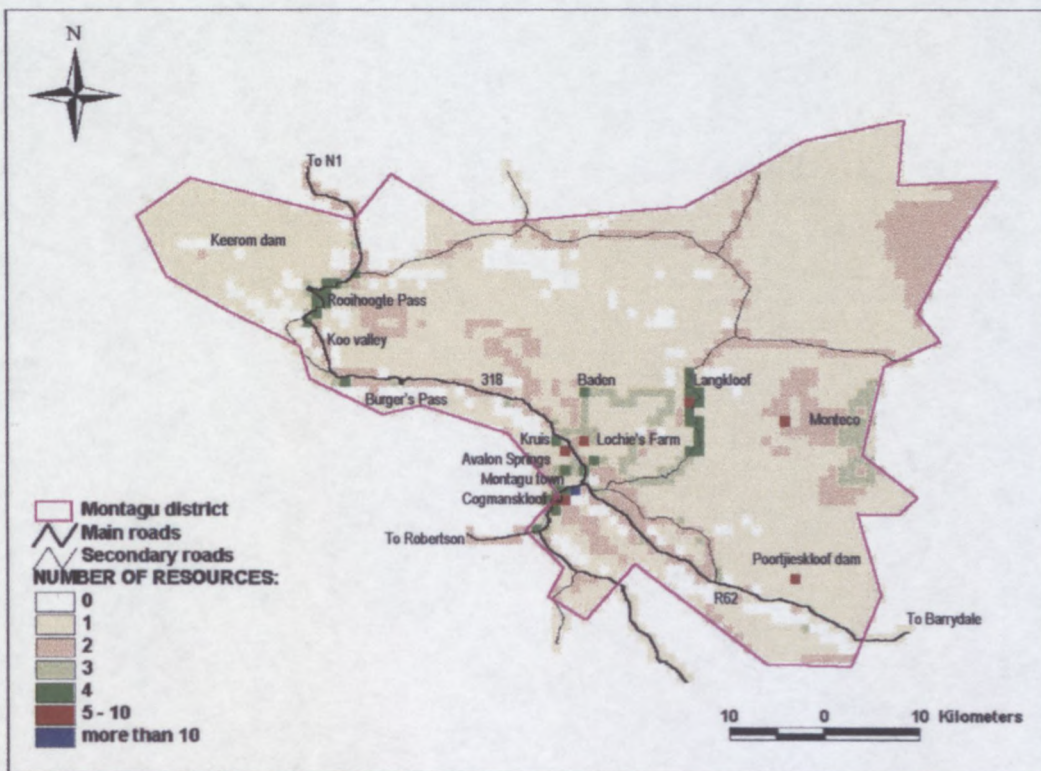 N
To N1
Keerom dam
Rooihoogte Pass
Koo valley
318
Baden
Langkloof
Burger's Pass
Monteco
Kruis
Lochie's Farm
Avalon Springs
Montagu town
Cogmanskloof
To Robertson
Poortjieskloof dam
R62
To Barrydale
Montagu district
Main roads
Secondary roads
NUMBER OF RESOURCES:
0
1
2
3
4
5 - 10
more than 10
10 0 10 Kilometers